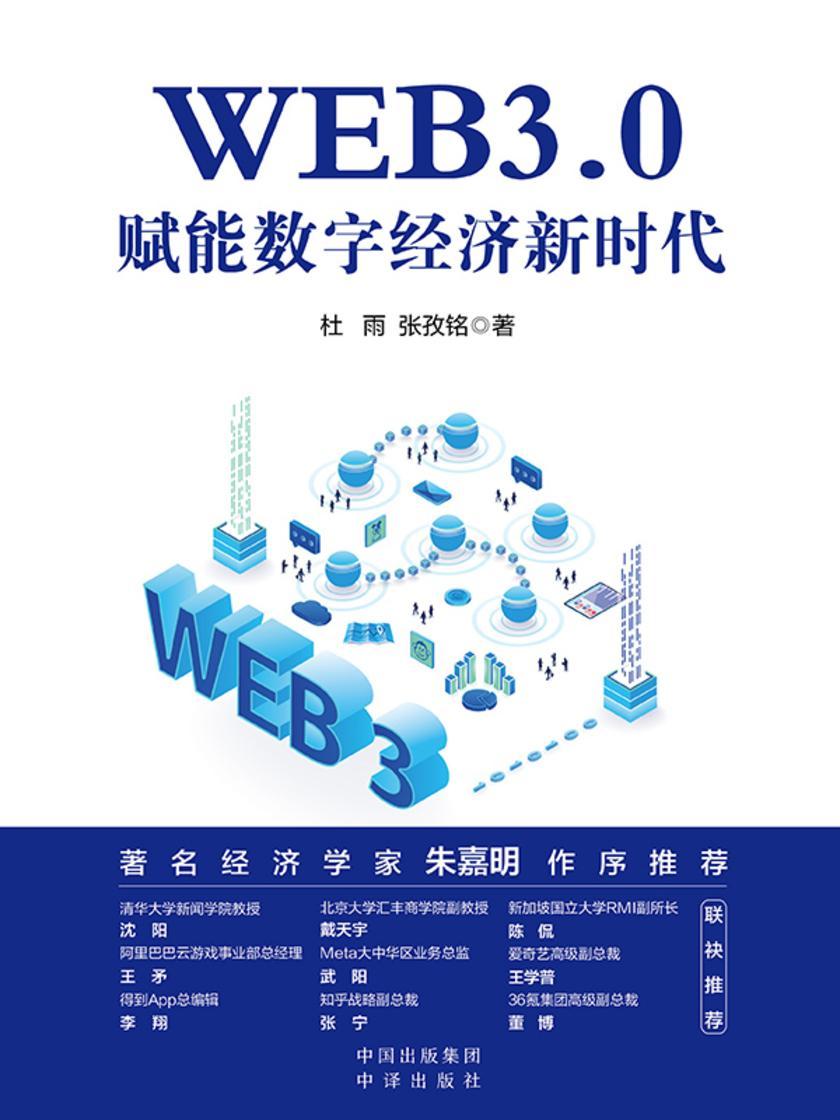 WEB3.0
赋能数字经济新时代
杜 雨 张孜铭◎著
WEB 3
著名经济学家 朱嘉明 作序推荐
清华大学新闻学院教授
沈 阳
阿里巴巴云游戏事业部总经理
王 矛
得到App总编辑
李 翔
北京大学汇丰商学院副教授
戴天宇
Meta大中华区业务总监
武 阳
知乎战略副总裁
张 宁
新加坡国立大学RMI副所长
陈 侃
爱奇艺高级副总裁
王学普
36氪集团高级副总裁
董 博
联袂推荐
中国出版集团
中译出版社